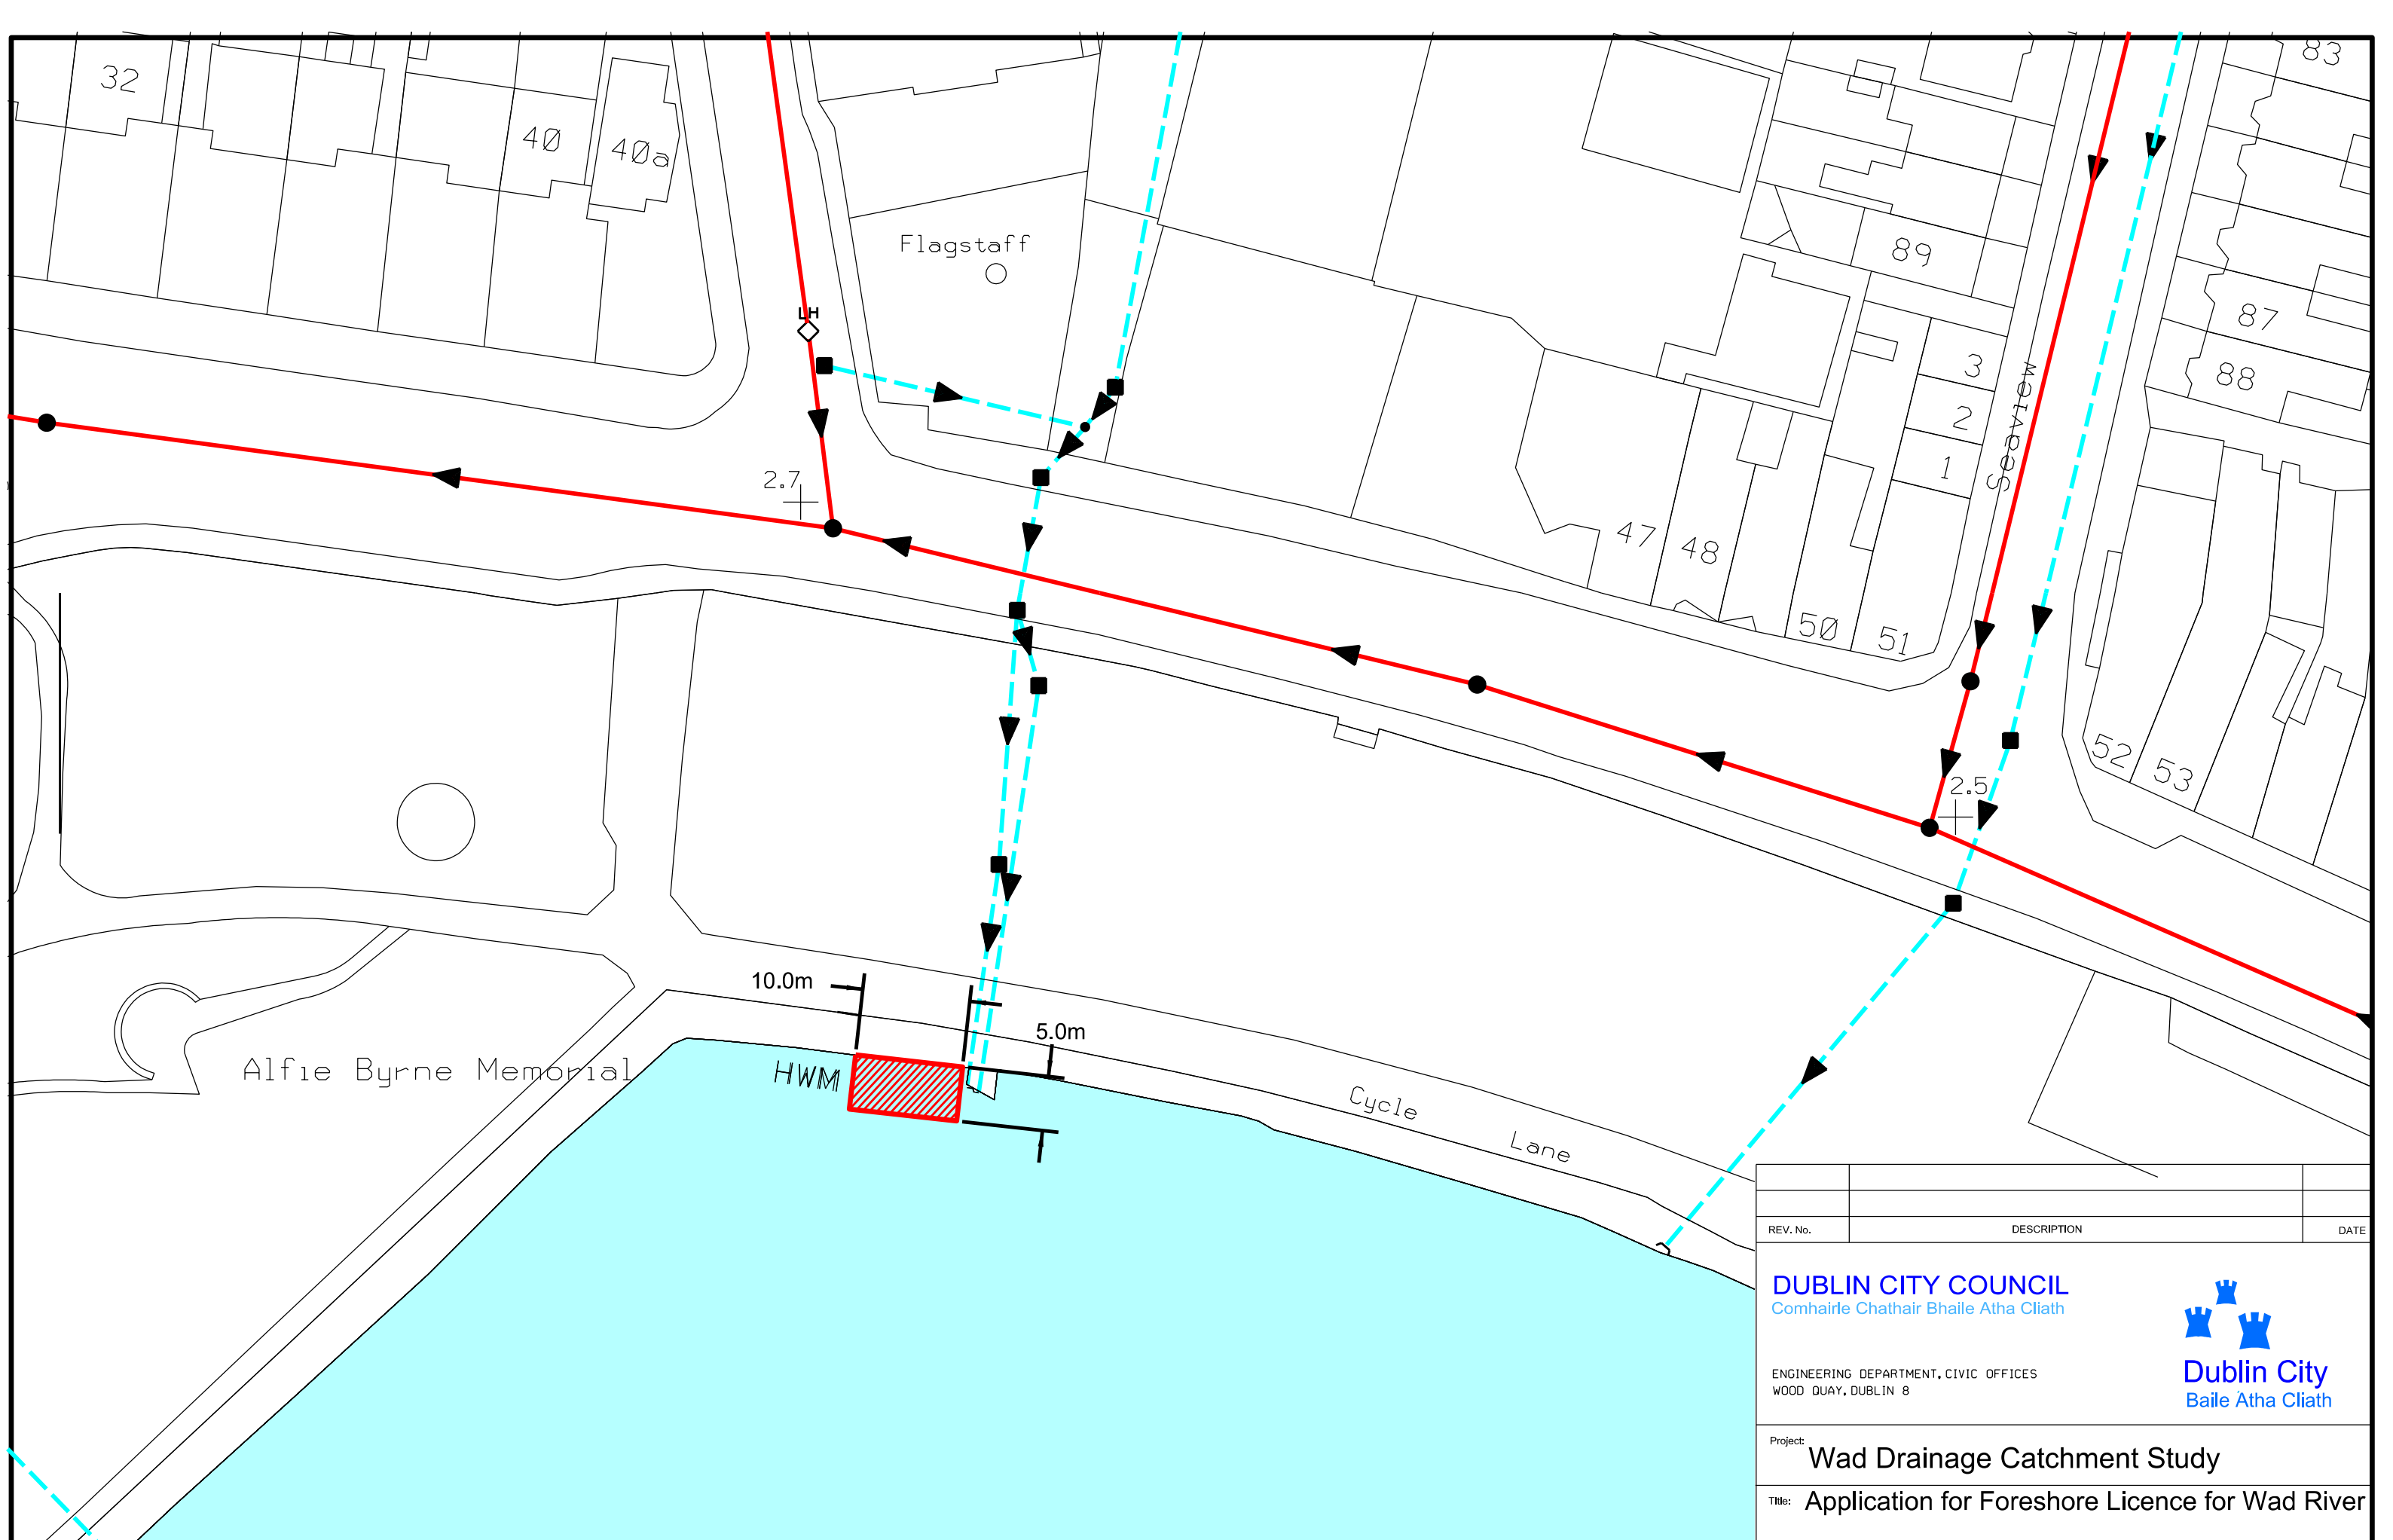 32
40
40a
83
Flagstaff
89
87
LH
88
3
2
1
Seaview
2.7
47
48
50
51
52
53
2.5
10.0m
5.0m
Alfie Byrne Memorial
HWM
Cycle
Lane
REV. No.
DESCRIPTION
DATE
DUBLIN CITY COUNCIL
Comhairle Chathair Bhaile Atha Cliath
ENGINEERING DEPARTMENT, CIVIC OFFICES
WOOD QUAY, DUBLIN 8
Dublin City
Baile Átha Cliath
Project:
Wad Drainage Catchment Study
Title:
Application for Foreshore Licence for Wad River